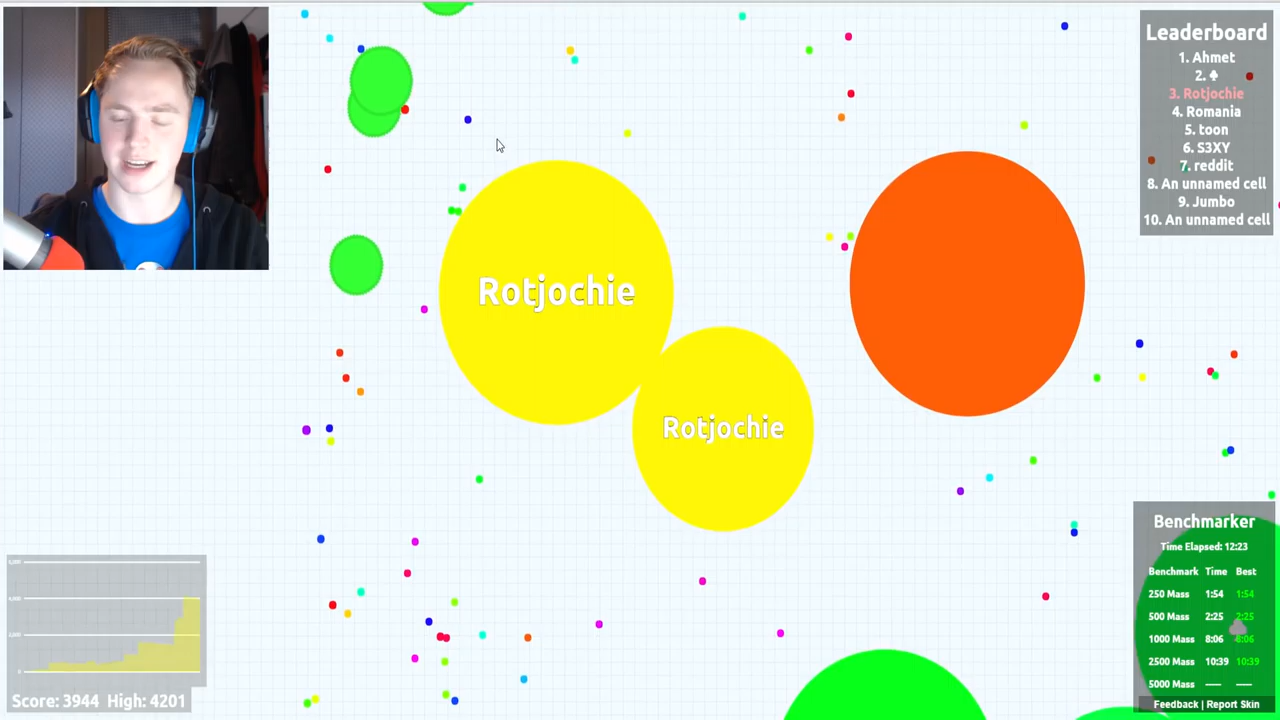 Leaderboard
1. Ahmet
2. ♣
3. Rotjochie
4. Romania
5. toon
6. S3XY
7. reddit
8. An unnamed cell
9. Jumbo
10. An unnamed cell
Rotjochie
Rotjochie
Benchmarker
Time Elapsed: 12:23
Benchmark Time Best
250 Mass 1:54 1:54
500 Mass 2:25 2:25
1000 Mass 8:06 8:06
2500 Mass 10:39 10:39
5000 Mass —— ——
Feedback | Report Skin
Score: 3944 High: 4201